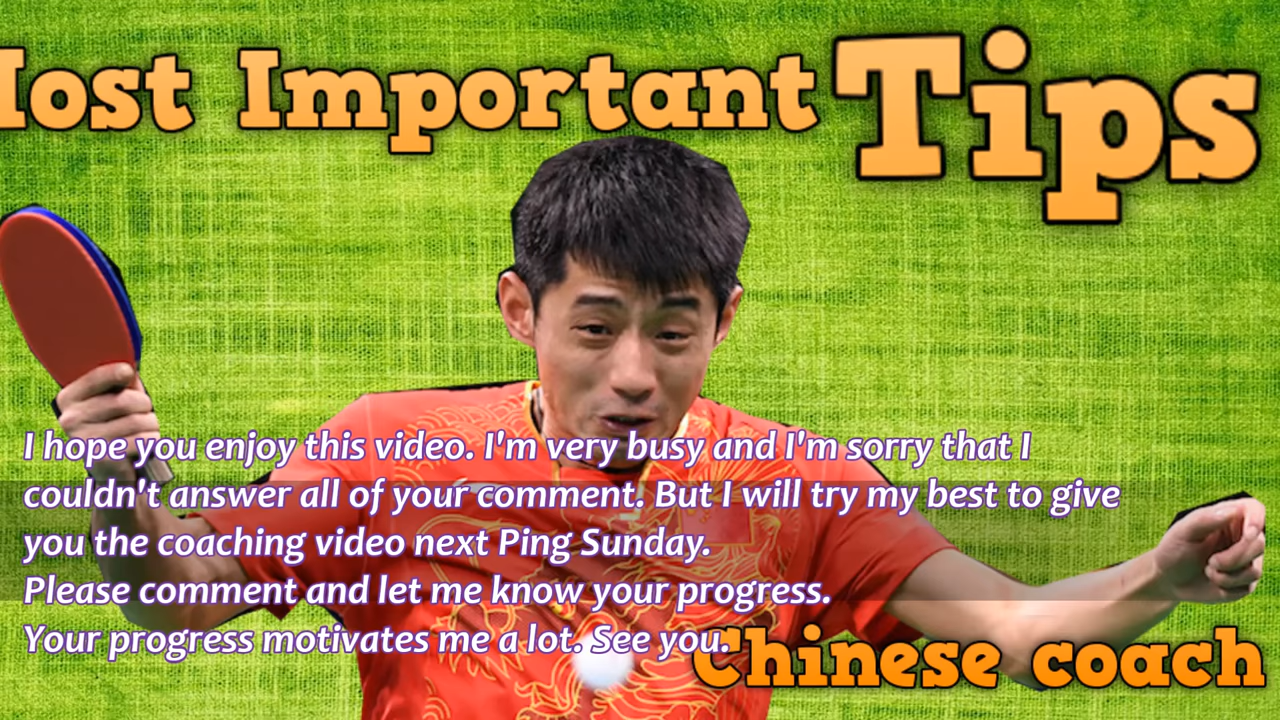 Most Important Tips
I hope you enjoy this video. I'm very busy and I'm sorry that I
couldn't answer all of your comment. But I will try my best to give
you the coaching video next Ping Sunday.
Please comment and let me know your progress.
Your progress motivates me a lot. See you.
Chinese coach